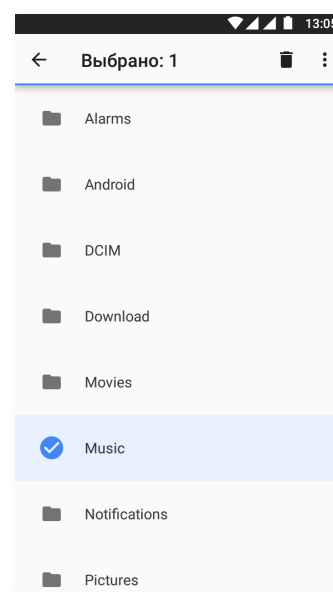 13:05
Выбрано: 1
Alarms
Android
DCIM
Download
Movies
Music
Notifications
Pictures